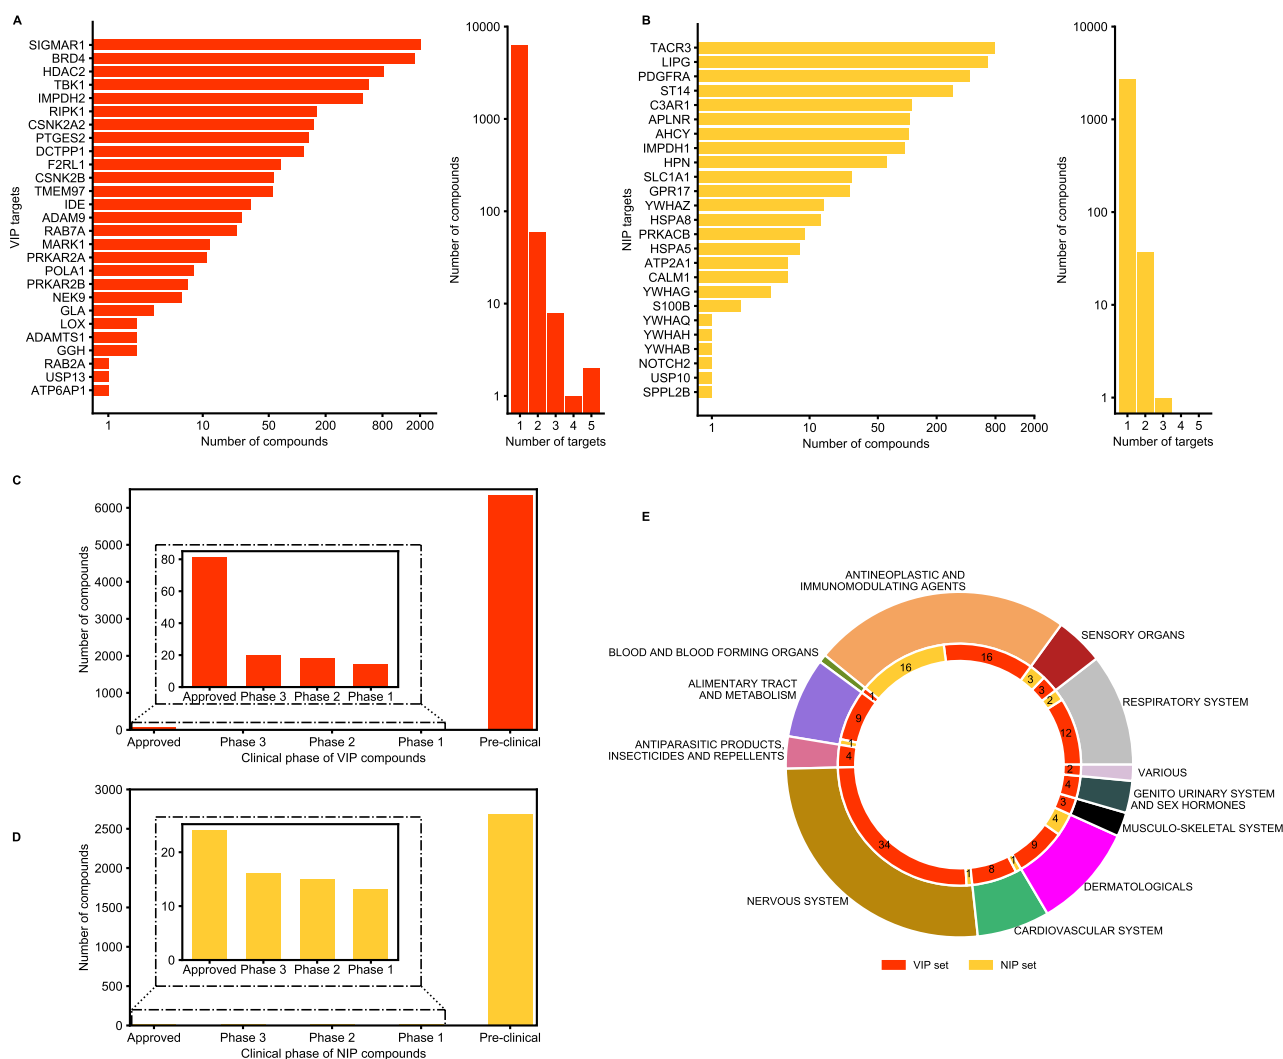 A
VIP targets
SIGMAR1
BRD4
HDAC2
TBK1
IMPDH2
RIPK1
CSNK2A2
PTGES2
DCTPP1
F2RL1
CSNK2B
TMEM97
IDE
ADAM9
RAB7A
MARK1
PRKAR2A
POLA1
PRKAR2B
NEK9
GLA
LOX
ADAMTS1
GGH
RAB2A
USP13
ATP6AP1
1 10 50 200 800 2000
Number of compounds
Number of compounds
10000
1000
100
10
1
1 2 3 4 5
Number of targets
B
NIP targets
TACR3
LIPG
PDGFRA
ST14
C3AR1
APLNR
AHCY
IMPDH1
HPN
SLC1A1
GPR17
YWHAZ
HSPA8
PRKACB
HSPA5
ATP2A1
CALM1
YWHAG
S100B
YWHAQ
YWHAH
YWHAB
NOTCH2
USP10
SPPL2B
1 10 50 200 800 2000
Number of compounds
Number of compounds
10000
1000
100
10
1
1 2 3 4 5
Number of targets
C
Number of compounds
6000
5000
4000
3000
2000
1000
0
80
60
40
20
0
Approved Phase 3 Phase 2 Phase 1
Approved Phase 3 Phase 2 Phase 1 Pre-clinical
Clinical phase of VIP compounds
D
Number of compounds
3000
2500
2000
1500
1000
500
0
20
10
0
Approved Phase 3 Phase 2 Phase 1
Approved Phase 3 Phase 2 Phase 1 Pre-clinical
Clinical phase of NIP compounds
E
ANTINEOPLASTIC AND
IMMUNOMODULATING AGENTS
SENSORY ORGANS
RESPIRATORY SYSTEM
VARIOUS
GENITO URINARY SYSTEM
AND SEX HORMONES
MUSCULO-SKELETAL SYSTEM
DERMATOLOGICALS
CARDIOVASCULAR SYSTEM
NERVOUS SYSTEM
ANTIPARASITIC PRODUCTS,
INSECTICIDES AND REPELLENTS
ALIMENTARY TRACT
AND METABOLISM
BLOOD AND BLOOD FORMING ORGANS
16
16
3
3
2
12
2
4
3
4
9
1
8
1
34
4
1
9
1
VIP set
NIP set